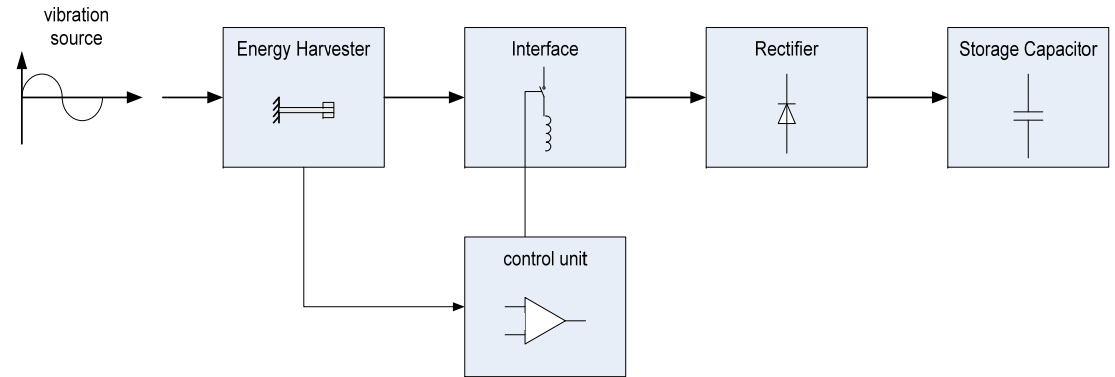 vibration
source
Energy Harvester
Interface
Rectifier
Storage Capacitor
control unit